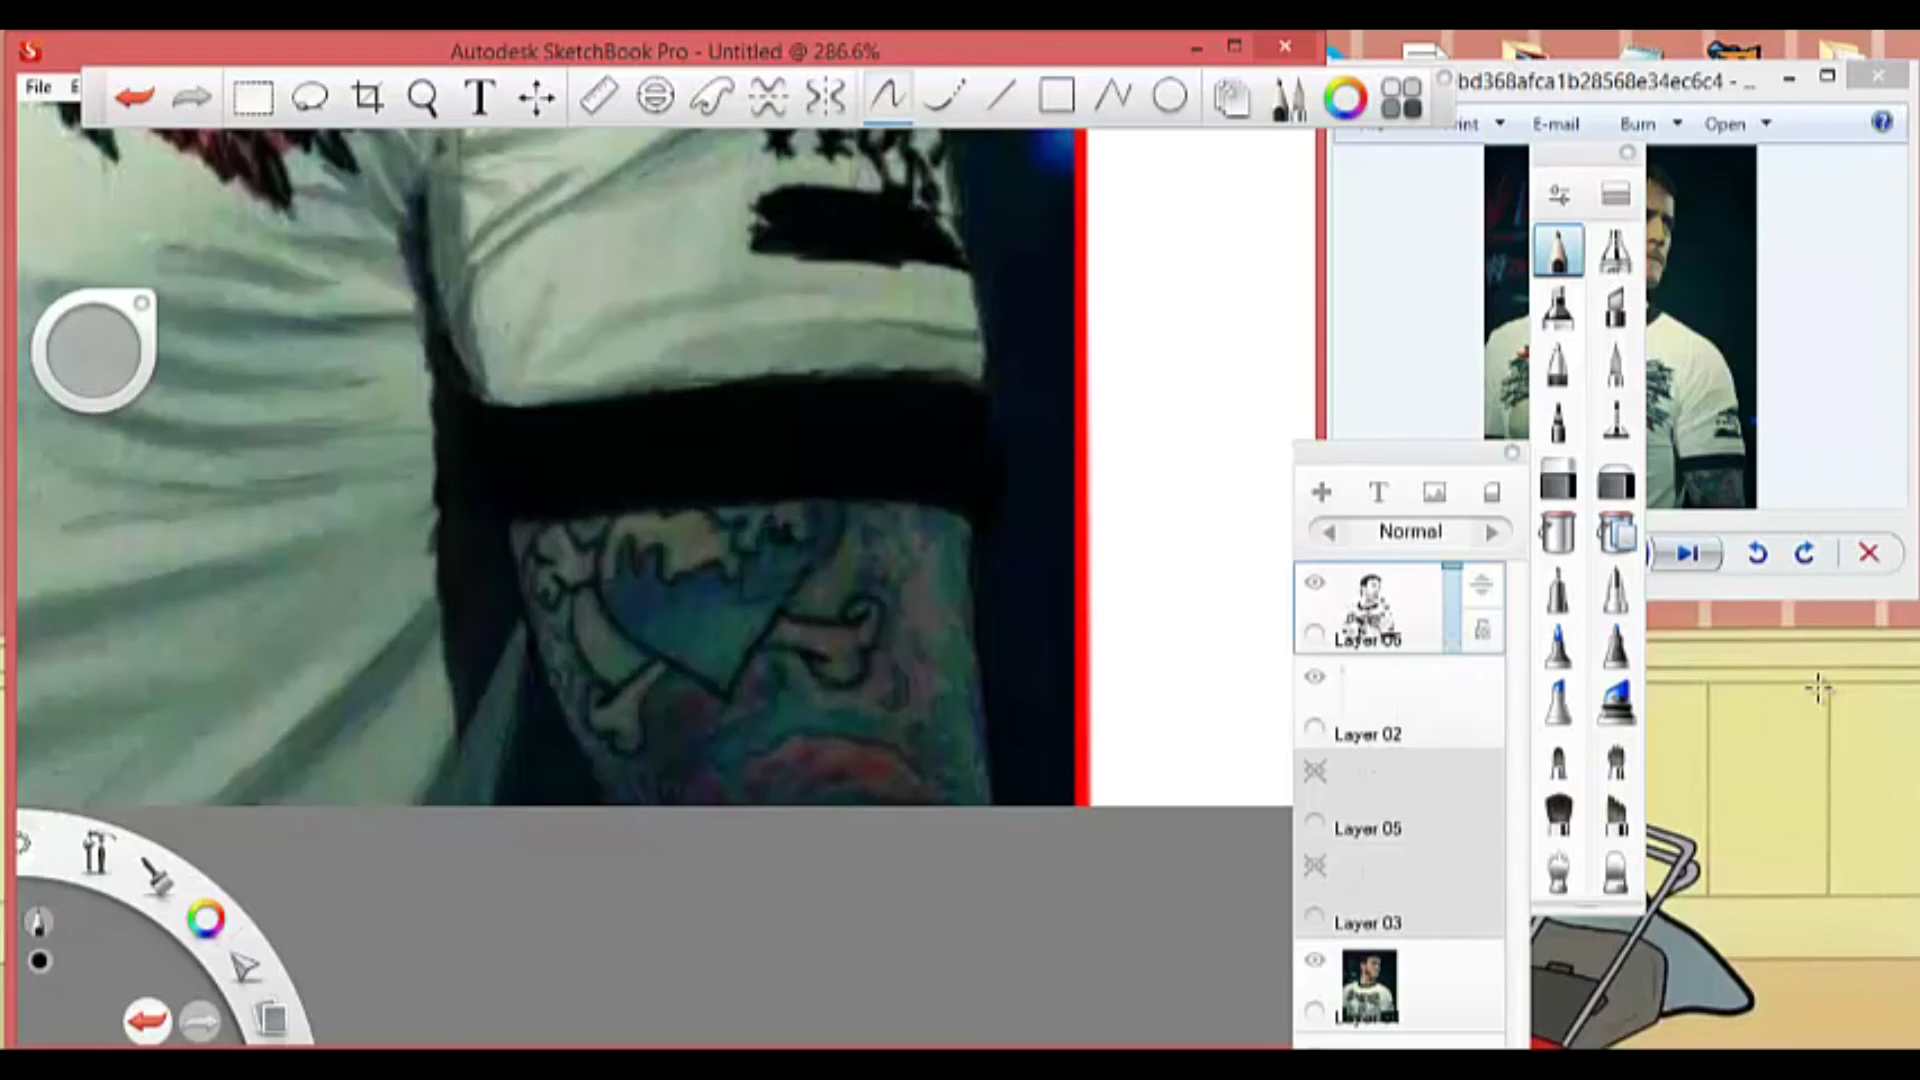 Autodesk SketchBook Pro - Untitled @ 286.6%
File
bd368afca1b28568e34ec6c4 - ...
E-mail
Burn
Open
Normal
Layer 06
Layer 02
Layer 05
Layer 03